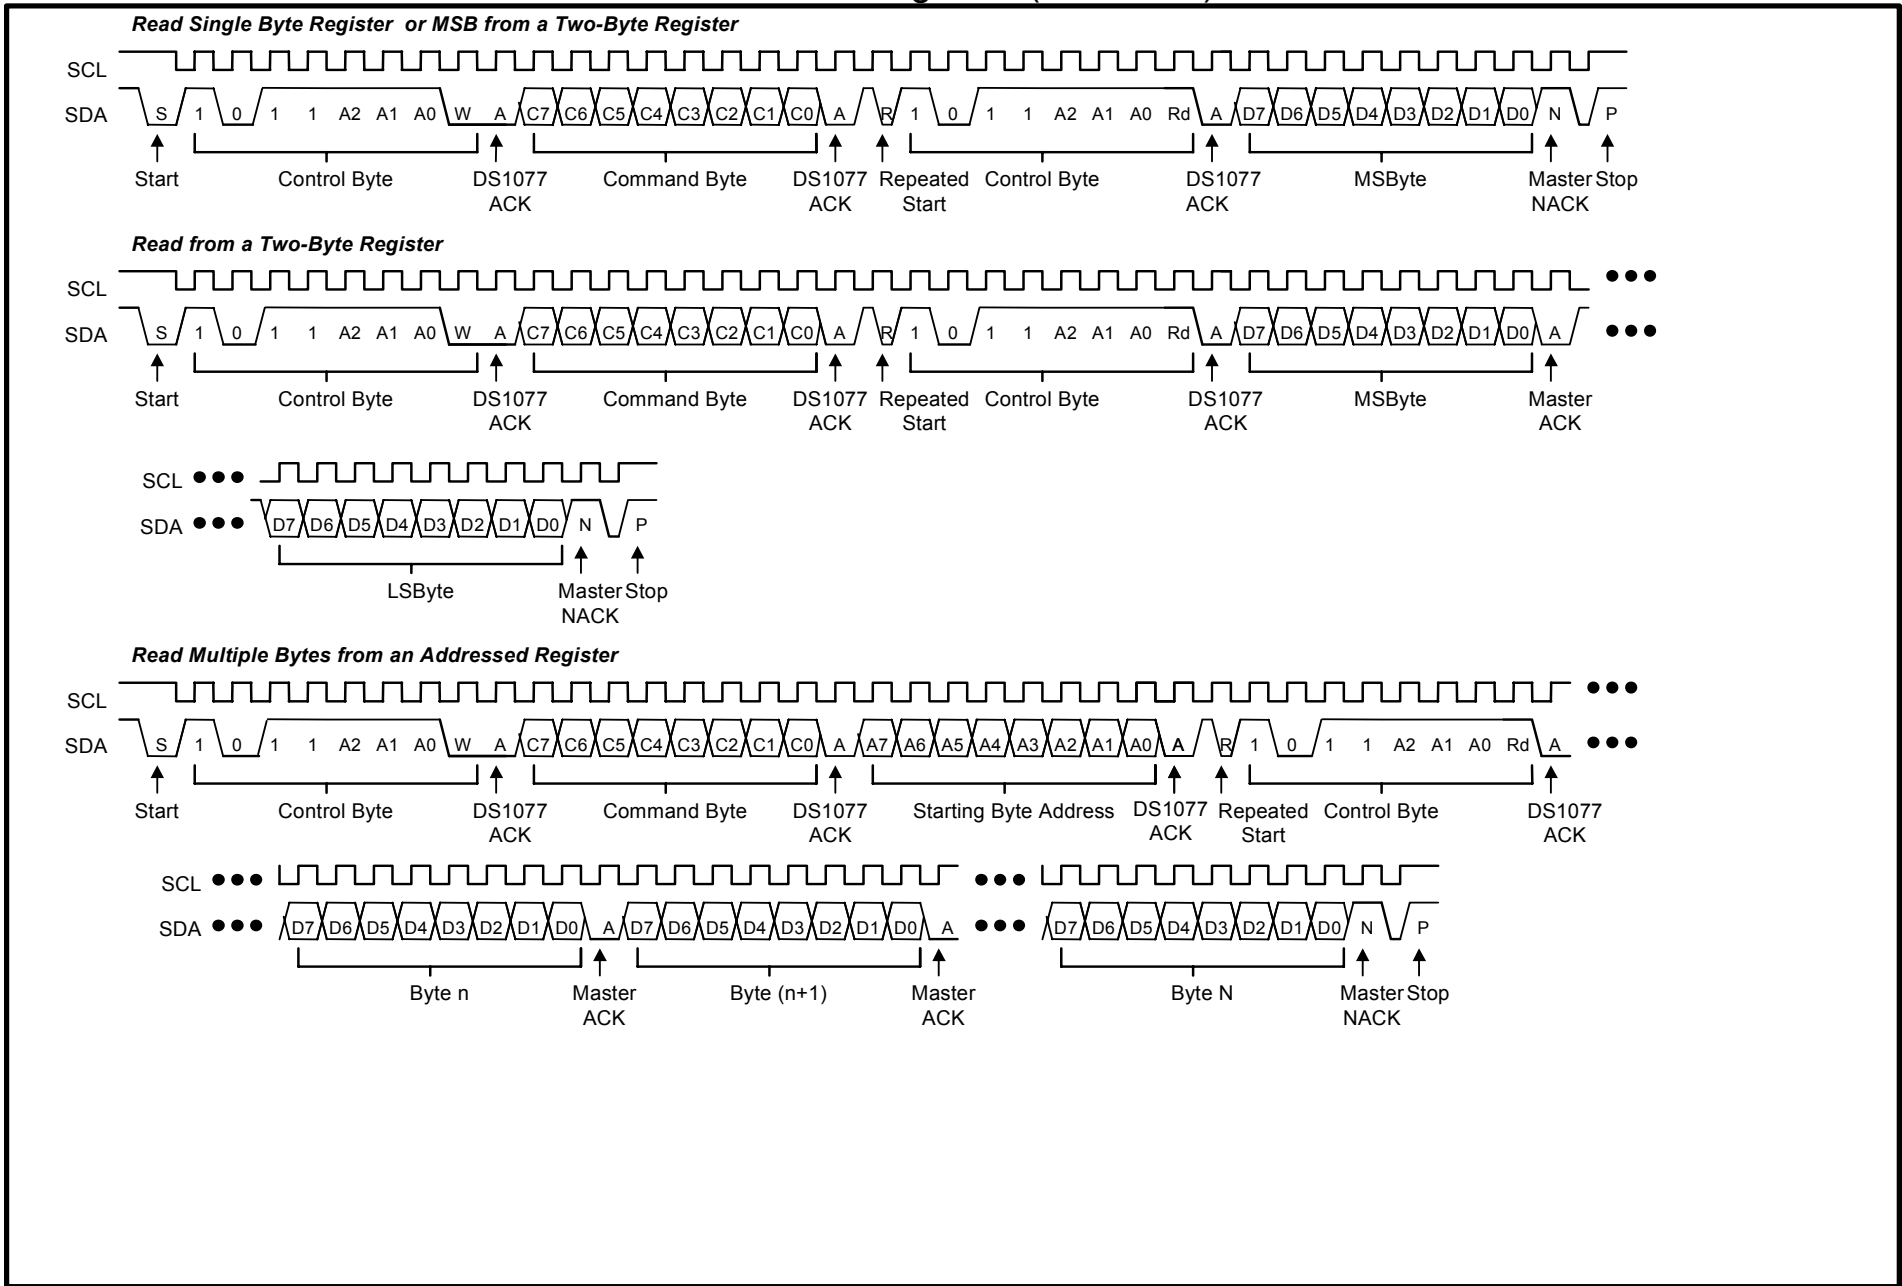 Read Single Byte Register or MSB from a Two-Byte Register
SCL
SDA S 1 0 1 1 A2 A1 A0 W A C7 C6 C5 C4 C3 C2 C1 C0 A R 1 0 1 1 A2 A1 A0 Rd A D7 D6 D5 D4 D3 D2 D1 D0 N P
Start Control Byte DS1077 Command Byte DS1077 Repeated Control Byte DS1077 MSByte Master Stop
ACK ACK Start ACK NACK
Read from a Two-Byte Register
SCL
SDA S 1 0 1 1 A2 A1 A0 W A C7 C6 C5 C4 C3 C2 C1 C0 A R 1 0 1 1 A2 A1 A0 Rd A D7 D6 D5 D4 D3 D2 D1 D0 A
Start Control Byte DS1077 Command Byte DS1077 Repeated Control Byte DS1077 MSByte Master
ACK ACK Start ACK ACK
SCL
SDA D7 D6 D5 D4 D3 D2 D1 D0 N P
LSByte Master Stop
NACK
Read Multiple Bytes from an Addressed Register
SCL
SDA S 1 0 1 1 A2 A1 A0 W A C7 C6 C5 C4 C3 C2 C1 C0 A A7 A6 A5 A4 A3 A2 A1 A0 A R 1 0 1 1 A2 A1 A0 Rd A
Start Control Byte DS1077 Command Byte DS1077 Starting Byte Address DS1077 Repeated Control Byte DS1077
ACK ACK ACK Start ACK
SCL
SDA D7 D6 D5 D4 D3 D2 D1 D0 A D7 D6 D5 D4 D3 D2 D1 D0 A D7 D6 D5 D4 D3 D2 D1 D0 N P
Byte n Master Byte (n+1) Master Byte N Master Stop
ACK ACK NACK